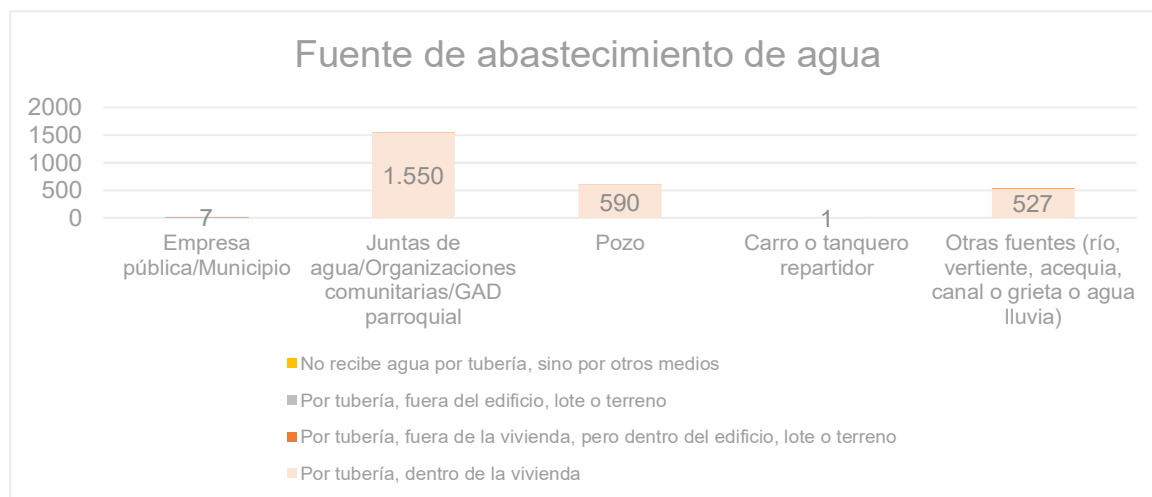 Fuente de abastecimiento de agua
2000
1500
1000
500
0
7
1.550
590
1
527
Empresa
pública/Municipio
Juntas de
agua/Organizaciones
comunitarias/GAD
parroquial
Pozo
Carro o tanquero
repartidor
Otras fuentes (río,
vertiente, acequia,
canal o grieta o agua
lluvia)
No recibe agua por tubería, sino por otros medios
Por tubería, fuera del edificio, lote o terreno
Por tubería, fuera de la vivienda, pero dentro del edificio, lote o terreno
Por tubería, dentro de la vivienda